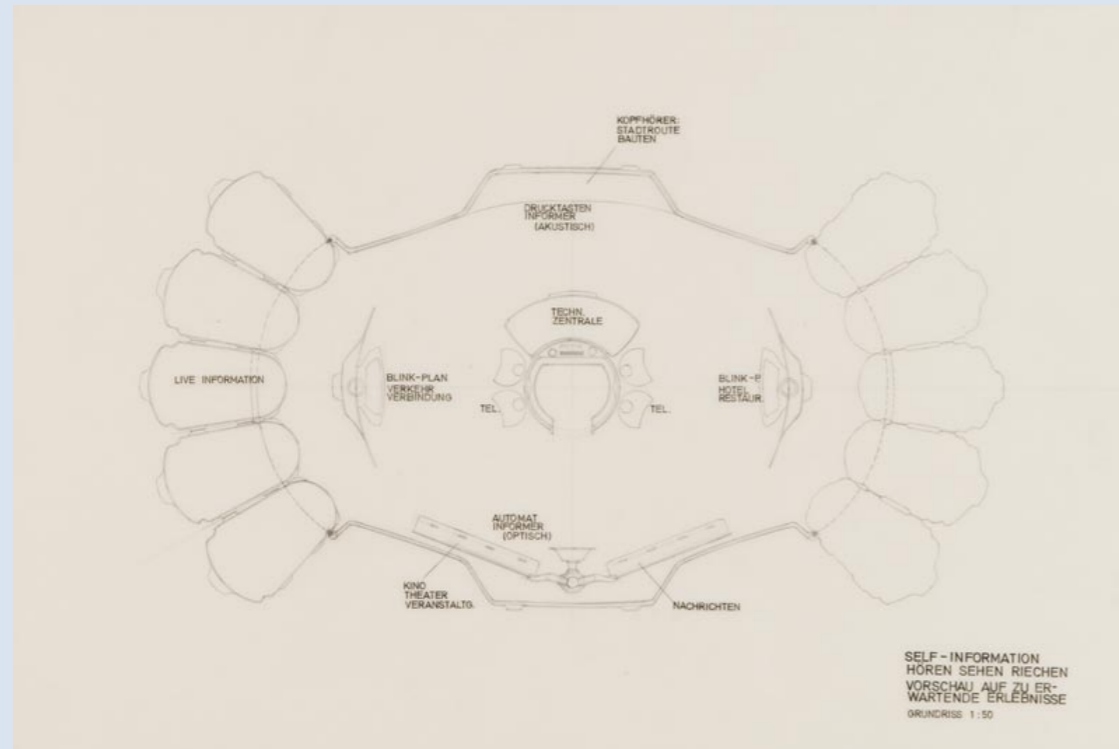 KOPFHÖRER:
STADTROUTE
BAUTEN
DRUCKTASTEN
INFORMER
(AKUSTISCH)
TECHN.
ZENTRALE
LIVE INFORMATION
BLINK-PLAN
VERKEHR
VERBINDUNG
TEL.
TEL.
BLINK-P
HOTEL
RESTAUR.
AUTOMAT
INFORMER
(OPTISCH)
KINO
THEATER
VERANSTALTG.
NACHRICHTEN
SELF-INFORMATION
HÖREN SEHEN RIECHEN
VORSCHAU AUF ZU ER-
WARTENDE ERLEBNISSE
GRUNDRISS 1:50